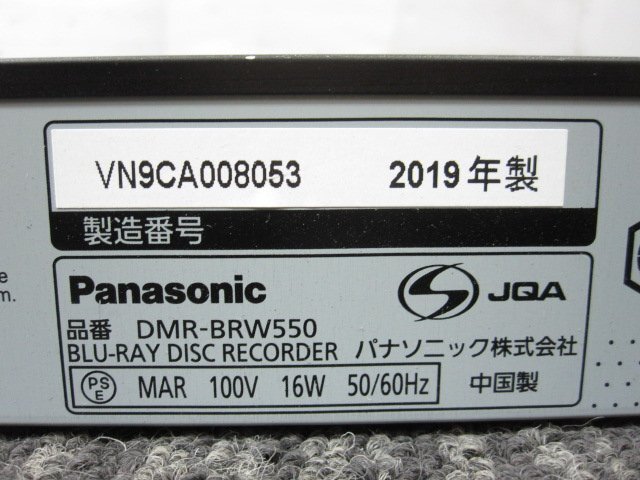 VN9CA008053 2019年製
製造番号
e
m.
Panasonic
JQA
品番 DMR-BRW550
BLU-RAY DISC RECORDER パナソニック株式会社
PSE MAR 100V 16W 50/60Hz 中国製